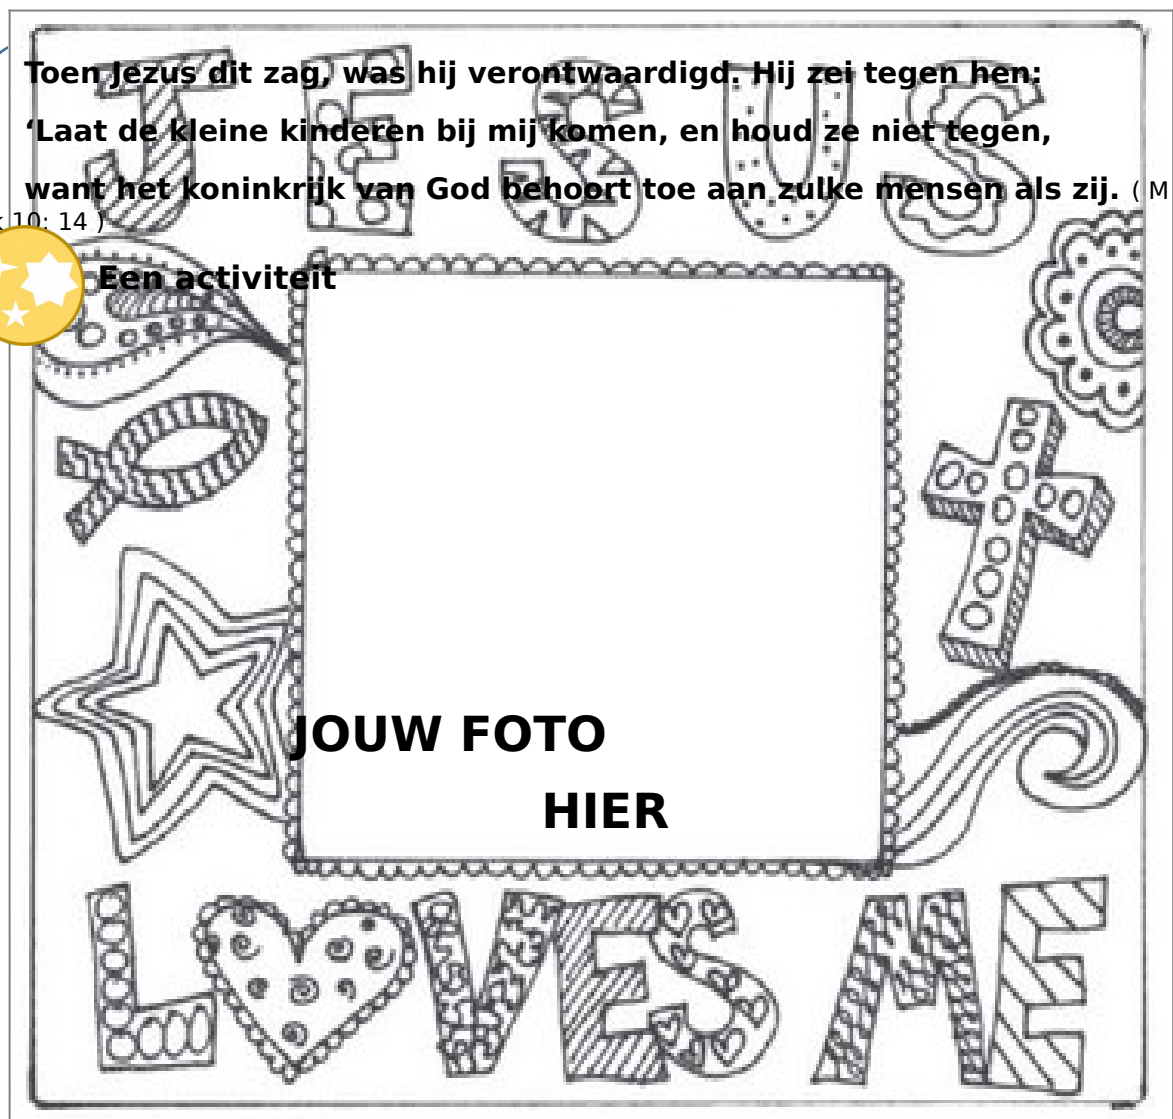 JESUS
Toen Jezus dit zag, was hij verontwaardigd. Hij zei tegen hen:
‘Laat de kleine kinderen bij mij komen, en houd ze niet tegen,
want het koninkrijk van God behoort toe aan zulke mensen als zij. ( M
k 10: 14 )
Een activiteit
JOUW FOTO
HIER
LOVES ME